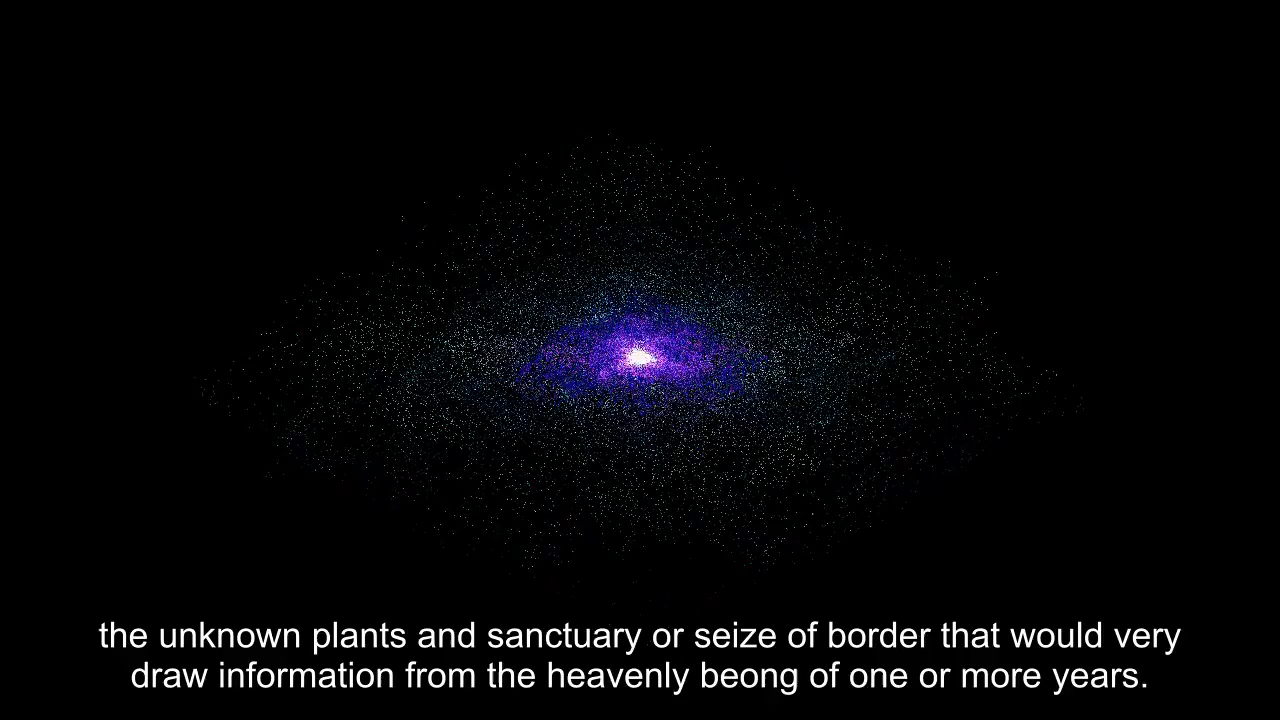 the unknown plants and sanctuary or seize of border that would very
draw information from the heavenly beong of one or more years.